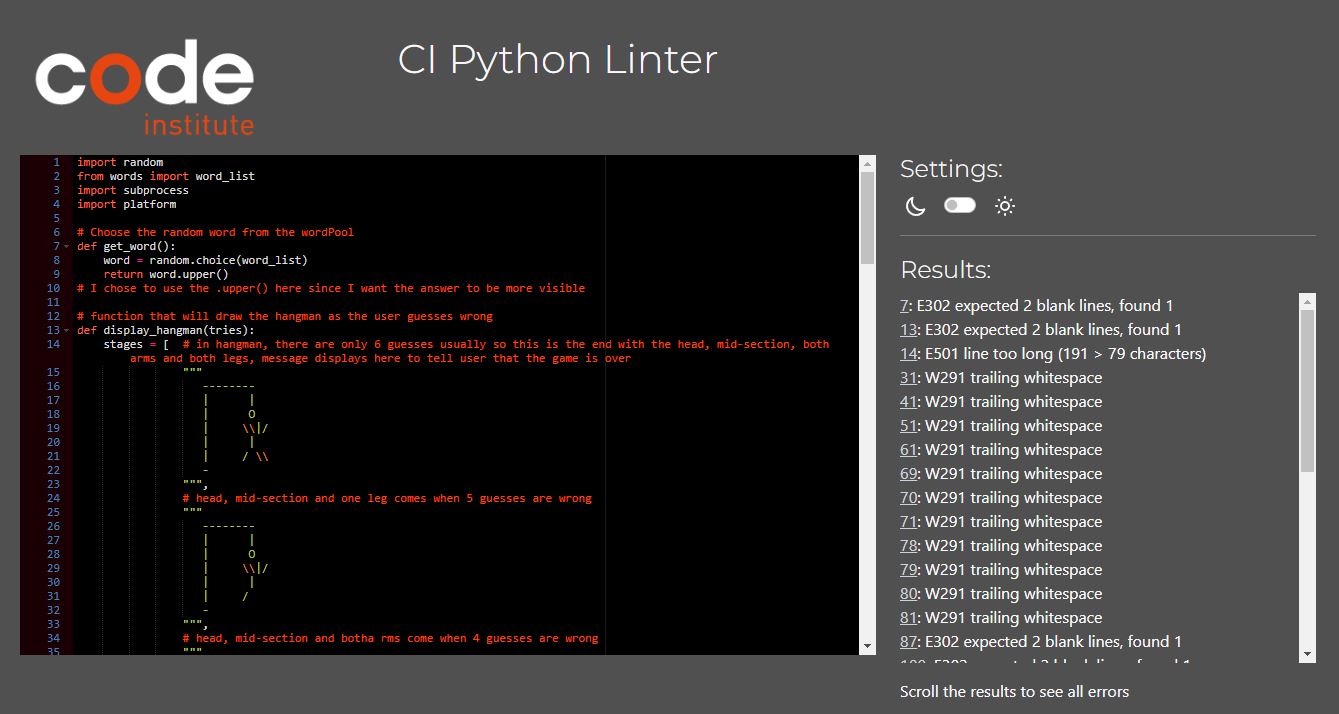 code
institute
CI Python Linter
1 import random
2 from words import word_list
3 import subprocess
4 import platform
5
6 # Choose the random word from the wordPool
7 def get_word():
8     word = random.choice(word_list)
9     return word.upper()
10 # I chose to use the .upper() here since I want the answer to be more visible
11
12 # function that will draw the hangman as the user guesses wrong
13 def display_hangman(tries):
14     stages = [  # in hangman, there are only 6 guesses usually so this is the end with the head, mid-section, both
arms and both legs, message displays here to tell user that the game is over
15                 """
16                    --------
17                    |      |
18                    |      O
19                    |     \\|/
20                    |      |
21                    |     / \\
22                    -
23                 """,
24                 # head, mid-section and one leg comes when 5 guesses are wrong
25                 """
26                    --------
27                    |      |
28                    |      O
29                    |     \\|/
30                    |      |
31                    |     /
32                    -
33                 """,
34                 # head, mid-section and botha rms come when 4 guesses are wrong
35                 """
Settings:
Results:
7: E302 expected 2 blank lines, found 1
13: E302 expected 2 blank lines, found 1
14: E501 line too long (191 > 79 characters)
31: W291 trailing whitespace
41: W291 trailing whitespace
51: W291 trailing whitespace
61: W291 trailing whitespace
69: W291 trailing whitespace
70: W291 trailing whitespace
71: W291 trailing whitespace
78: W291 trailing whitespace
79: W291 trailing whitespace
80: W291 trailing whitespace
81: W291 trailing whitespace
87: E302 expected 2 blank lines, found 1
Scroll the results to see all errors